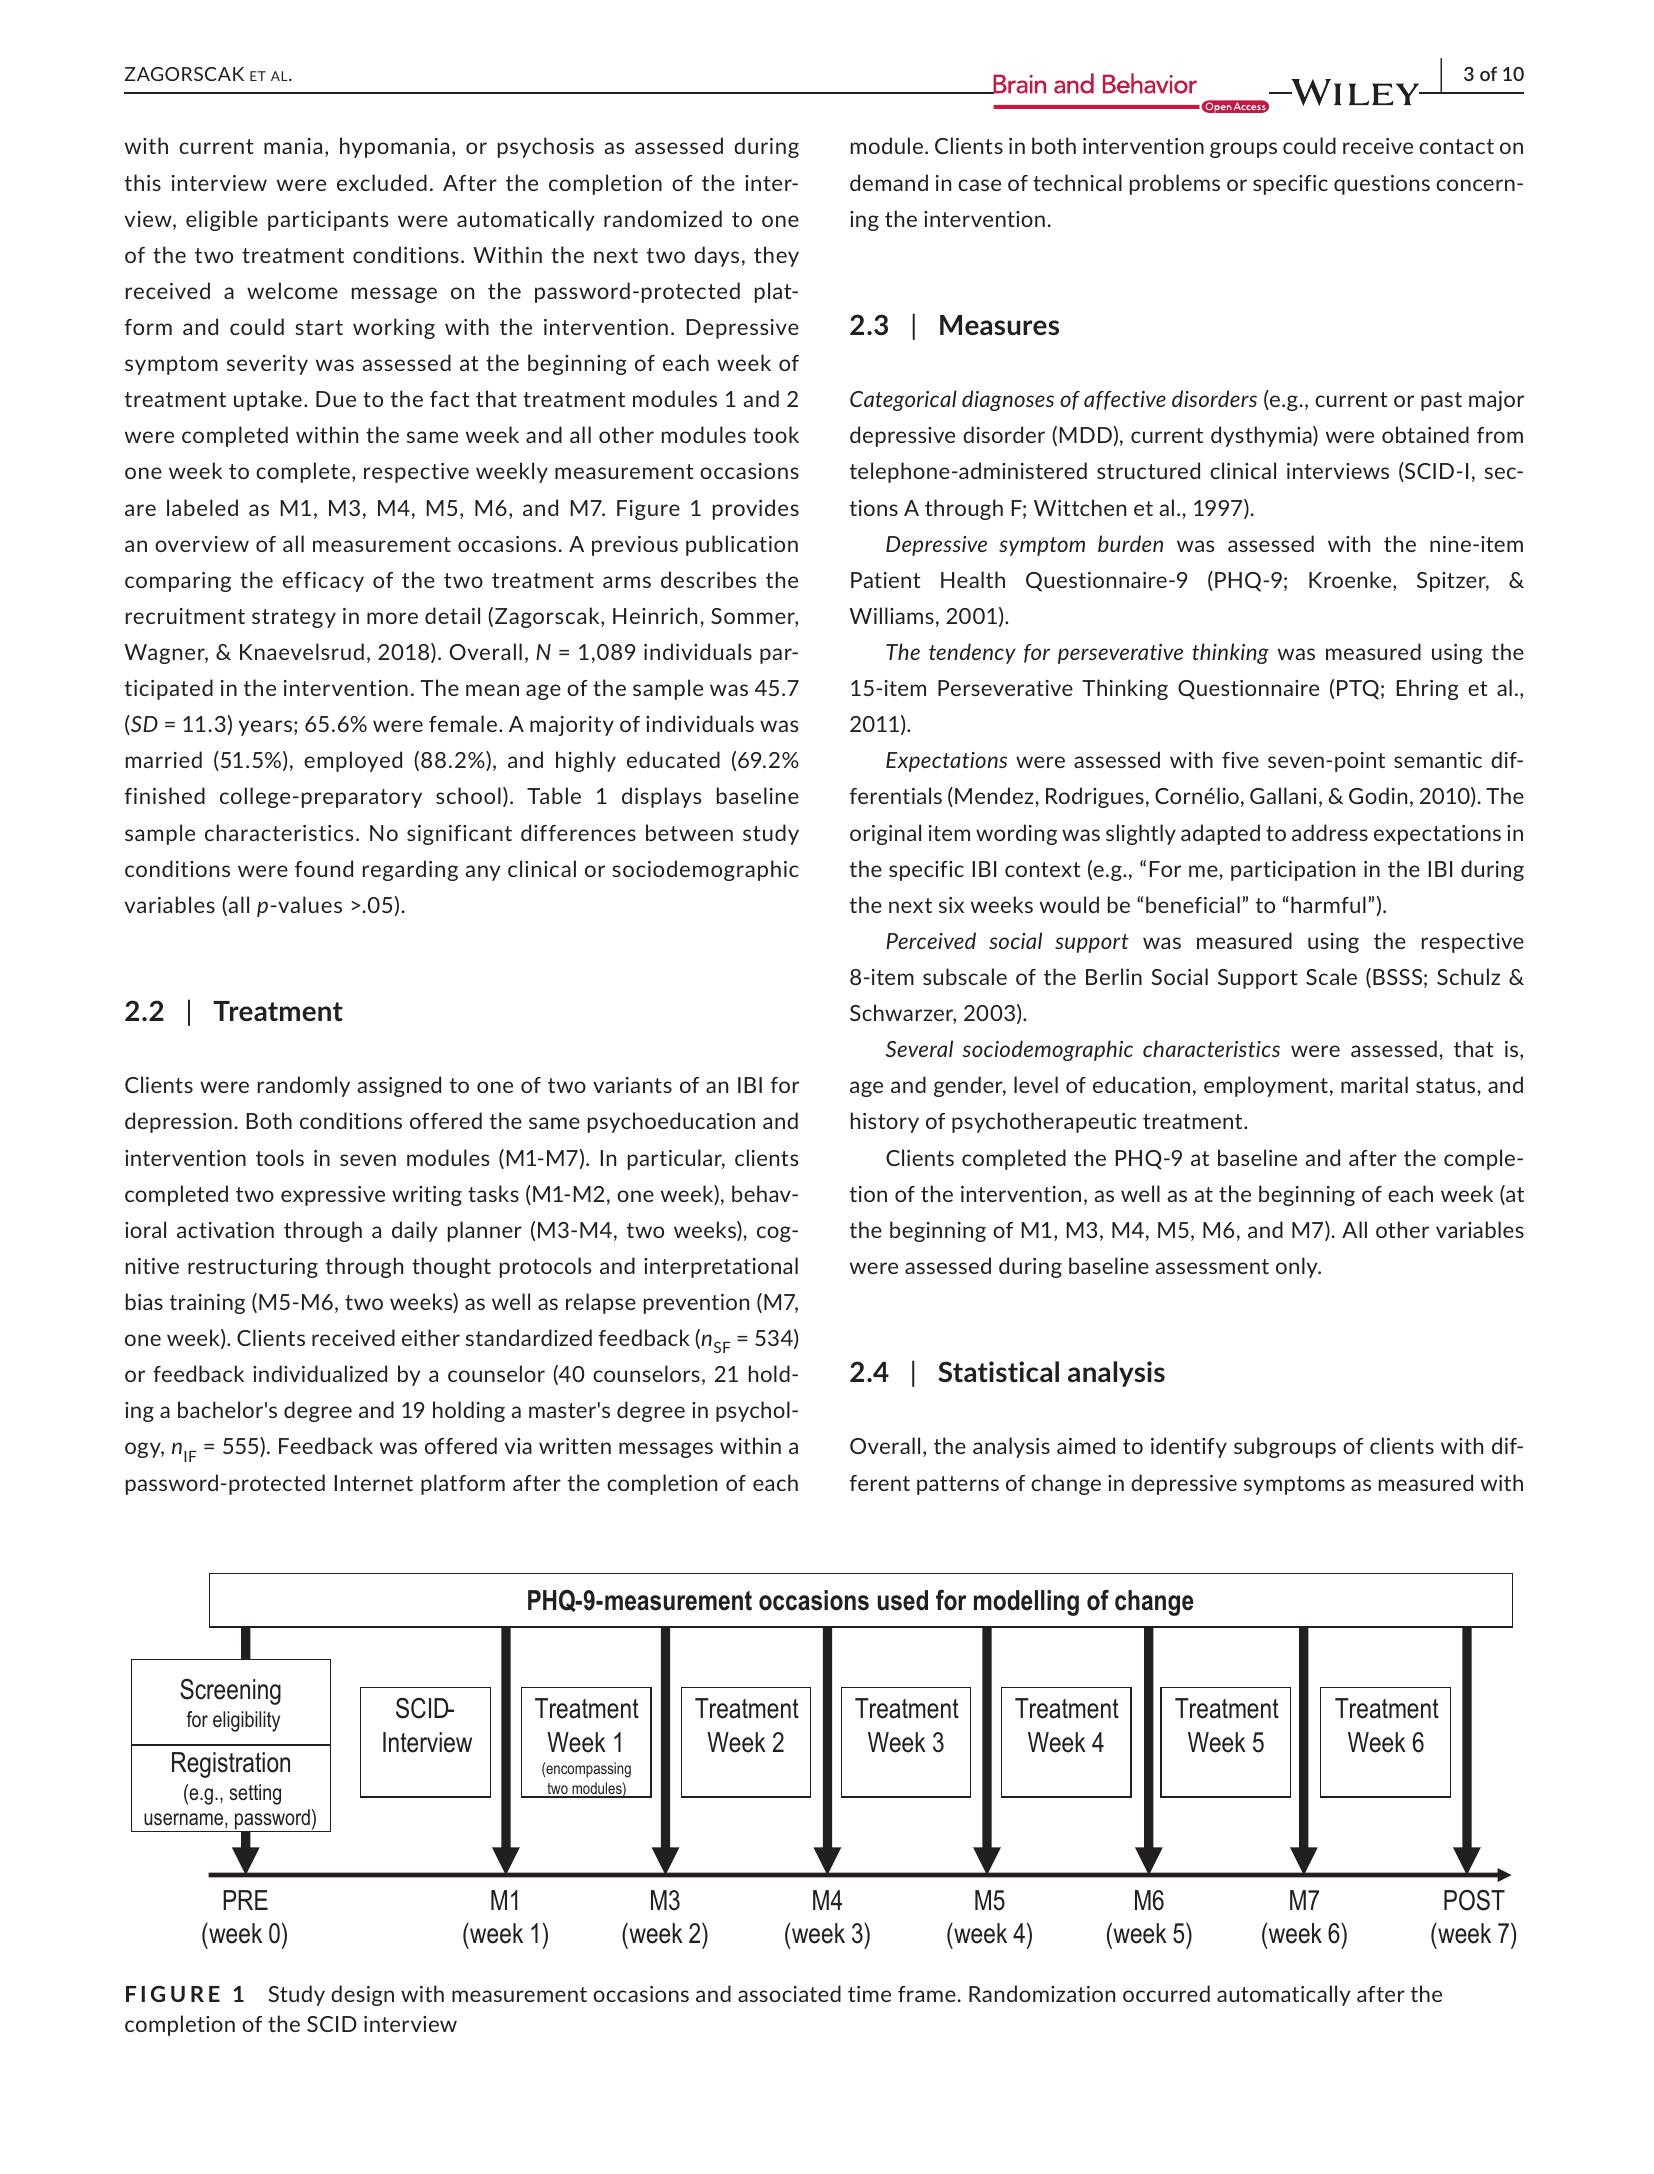 ZAGORSCAK ET AL.
Brain and Behavior
Open Access
WILEY
3 of 10
with current mania, hypomania, or psychosis as assessed during
this interview were excluded. After the completion of the inter-
view, eligible participants were automatically randomized to one
of the two treatment conditions. Within the next two days, they
received a welcome message on the password-protected plat-
form and could start working with the intervention. Depressive
symptom severity was assessed at the beginning of each week of
treatment uptake. Due to the fact that treatment modules 1 and 2
were completed within the same week and all other modules took
one week to complete, respective weekly measurement occasions
are labeled as M1, M3, M4, M5, M6, and M7. Figure 1 provides
an overview of all measurement occasions. A previous publication
comparing the efficacy of the two treatment arms describes the
recruitment strategy in more detail (Zagorscak, Heinrich, Sommer,
Wagner, & Knaevelsrud, 2018). Overall, N = 1,089 individuals par-
ticipated in the intervention. The mean age of the sample was 45.7
(SD = 11.3) years; 65.6% were female. A majority of individuals was
married (51.5%), employed (88.2%), and highly educated (69.2%
finished college-preparatory school). Table 1 displays baseline
sample characteristics. No significant differences between study
conditions were found regarding any clinical or sociodemographic
variables (all p-values >.05).
2.2 | Treatment
Clients were randomly assigned to one of two variants of an IBI for
depression. Both conditions offered the same psychoeducation and
intervention tools in seven modules (M1-M7). In particular, clients
completed two expressive writing tasks (M1-M2, one week), behav-
ioral activation through a daily planner (M3-M4, two weeks), cog-
nitive restructuring through thought protocols and interpretational
bias training (M5-M6, two weeks) as well as relapse prevention (M7,
one week). Clients received either standardized feedback (nSF = 534)
or feedback individualized by a counselor (40 counselors, 21 hold-
ing a bachelor's degree and 19 holding a master's degree in psychol-
ogy, nIF = 555). Feedback was offered via written messages within a
password-protected Internet platform after the completion of each
module. Clients in both intervention groups could receive contact on
demand in case of technical problems or specific questions concern-
ing the intervention.
2.3 | Measures
Categorical diagnoses of affective disorders (e.g., current or past major
depressive disorder (MDD), current dysthymia) were obtained from
telephone-administered structured clinical interviews (SCID-I, sec-
tions A through F; Wittchen et al., 1997).
Depressive symptom burden was assessed with the nine-item
Patient Health Questionnaire-9 (PHQ-9; Kroenke, Spitzer, &
Williams, 2001).
The tendency for perseverative thinking was measured using the
15-item Perseverative Thinking Questionnaire (PTQ; Ehring et al.,
2011).
Expectations were assessed with five seven-point semantic dif-
ferentials (Mendez, Rodrigues, Cornélio, Gallani, & Godin, 2010). The
original item wording was slightly adapted to address expectations in
the specific IBI context (e.g., “For me, participation in the IBI during
the next six weeks would be “beneficial” to “harmful”).
Perceived social support was measured using the respective
8-item subscale of the Berlin Social Support Scale (BSSS; Schulz &
Schwarzer, 2003).
Several sociodemographic characteristics were assessed, that is,
age and gender, level of education, employment, marital status, and
history of psychotherapeutic treatment.
Clients completed the PHQ-9 at baseline and after the comple-
tion of the intervention, as well as at the beginning of each week (at
the beginning of M1, M3, M4, M5, M6, and M7). All other variables
were assessed during baseline assessment only.
2.4 | Statistical analysis
Overall, the analysis aimed to identify subgroups of clients with dif-
ferent patterns of change in depressive symptoms as measured with
PHQ-9-measurement occasions used for modelling of change
Screening
for eligibility
Registration
(e.g., setting
username, password)
SCID-
Interview
Treatment
Week 1
(encompassing
two modules)
Treatment
Week 2
Treatment
Week 3
Treatment
Week 4
Treatment
Week 5
Treatment
Week 6
PRE
(week 0)
M1
(week 1)
M3
(week 2)
M4
(week 3)
M5
(week 4)
M6
(week 5)
M7
(week 6)
POST
(week 7)
FIGURE 1 Study design with measurement occasions and associated time frame. Randomization occurred automatically after the
completion of the SCID interview